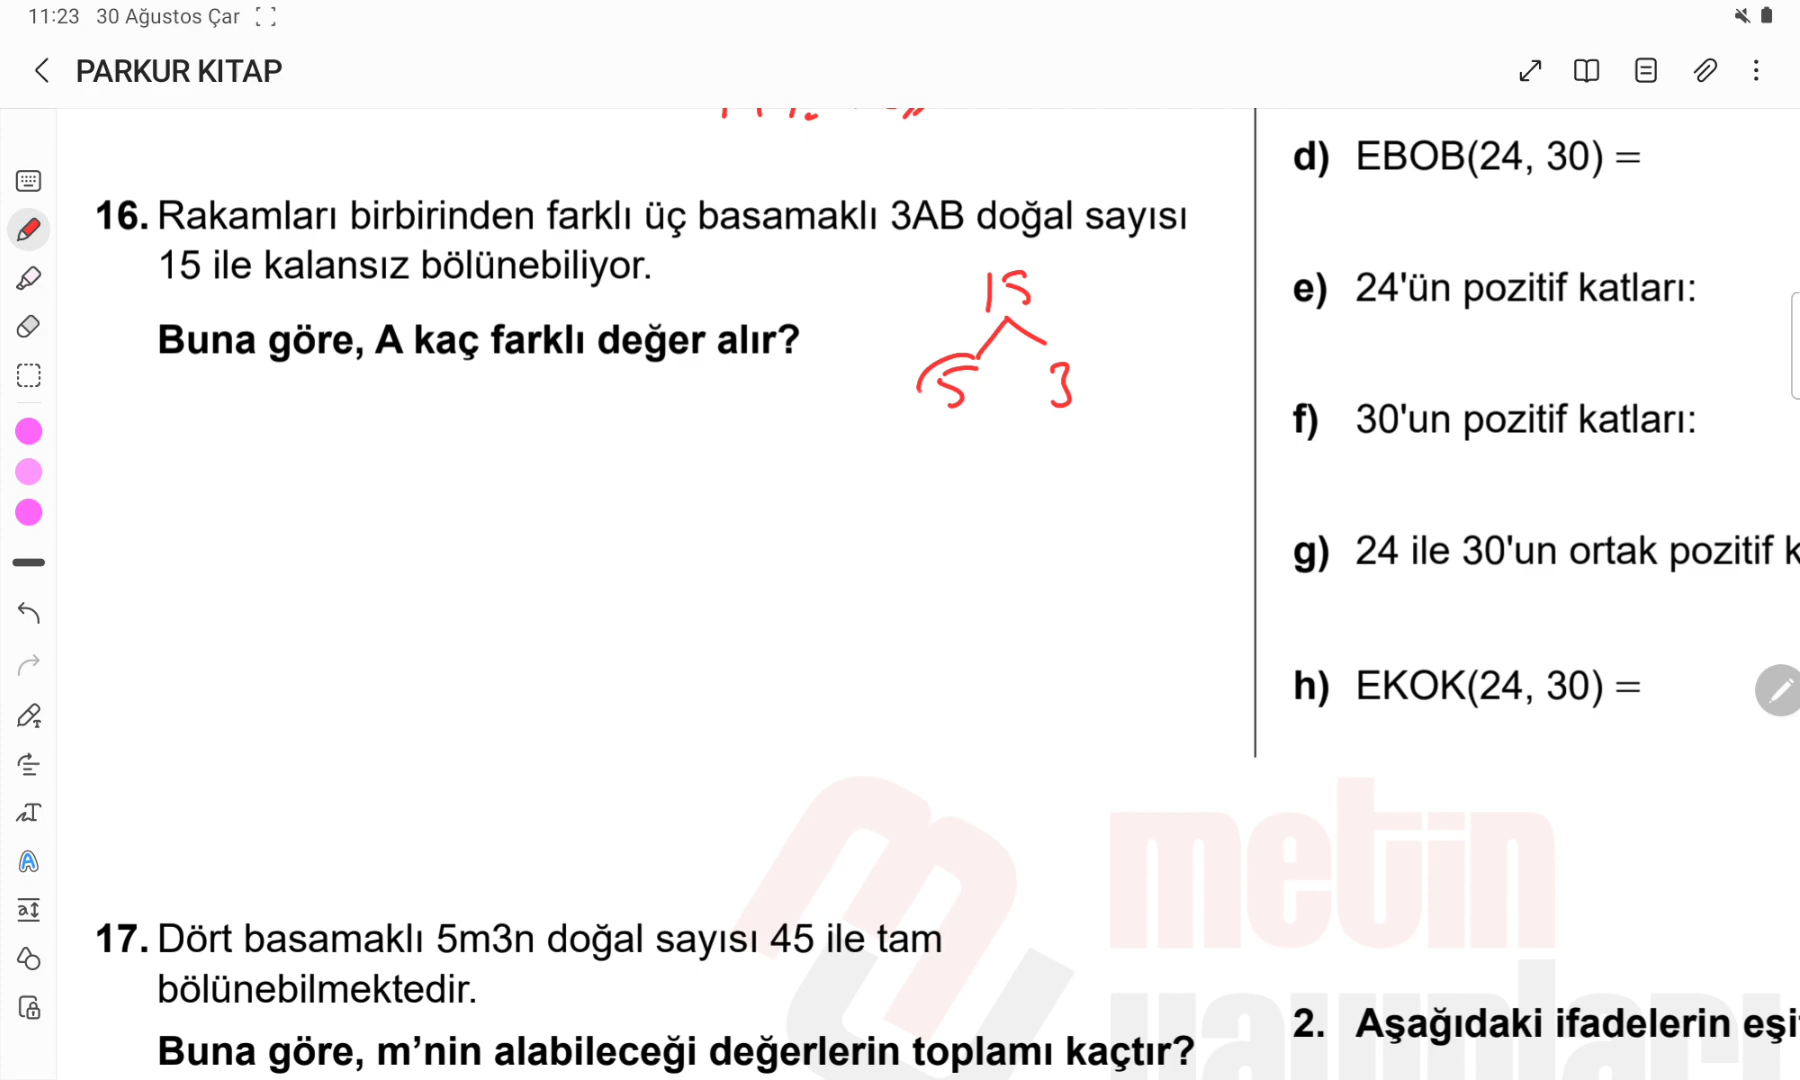 11:23 30 Ağustos Çar
PARKUR KITAP
16. Rakamları birbirinden farklı üç basamaklı 3AB doğal sayısı
15 ile kalansız bölünebiliyor.
Buna göre, A kaç farklı değer alır?
15
5 3
17. Dört basamaklı 5m3n doğal sayısı 45 ile tam
bölünebilmektedir.
Buna göre, m’nin alabileceği değerlerin toplamı kaçtır?
d) EBOB(24, 30) =
e) 24'ün pozitif katları:
f) 30'un pozitif katları:
g) 24 ile 30'un ortak pozitif k
h) EKOK(24, 30) =
metin
yayınları
2. Aşağıdaki ifadelerin eşi